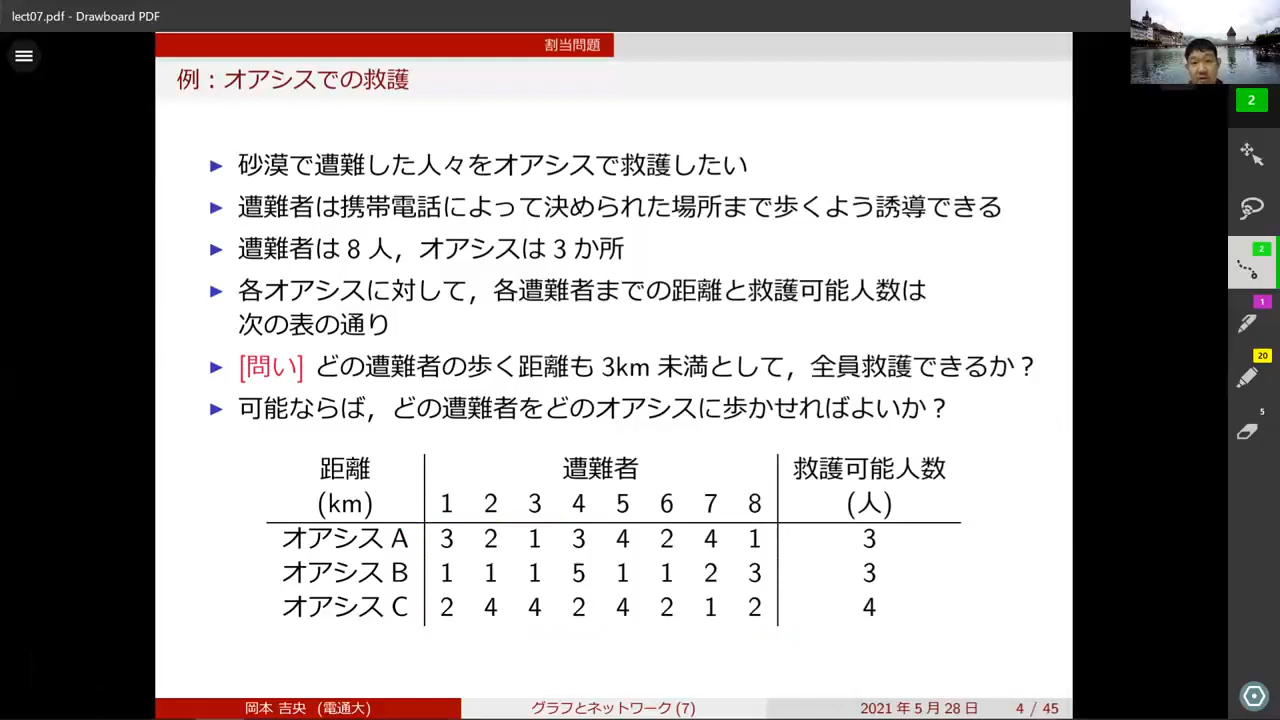 lect07.pdf - Drawboard PDF
割当問題
例:オアシスでの救護
▶ 砂漠で遭難した人々をオアシスで救護したい
▶ 遭難者は携帯電話によって決められた場所まで歩くよう誘導できる
▶ 遭難者は 8 人,オアシスは 3 か所
▶ 各オアシスに対して,各遭難者までの距離と救護可能人数は
次の表の通り
▶ [問い] どの遭難者の歩く距離も 3km 未満として,全員救護できるか?
▶ 可能ならば,どの遭難者をどのオアシスに歩かせればよいか?
距離 遭難者 救護可能人数
(km) 1 2 3 4 5 6 7 8 (人)
オアシス A 3 2 1 3 4 2 4 1 3
オアシス B 1 1 1 5 1 1 2 3 3
オアシス C 2 4 4 2 4 2 1 2 4
岡本 吉央 (電通大) グラフとネットワーク (7) 2021 年 5 月 28 日 4 / 45
2
2
1
20
5